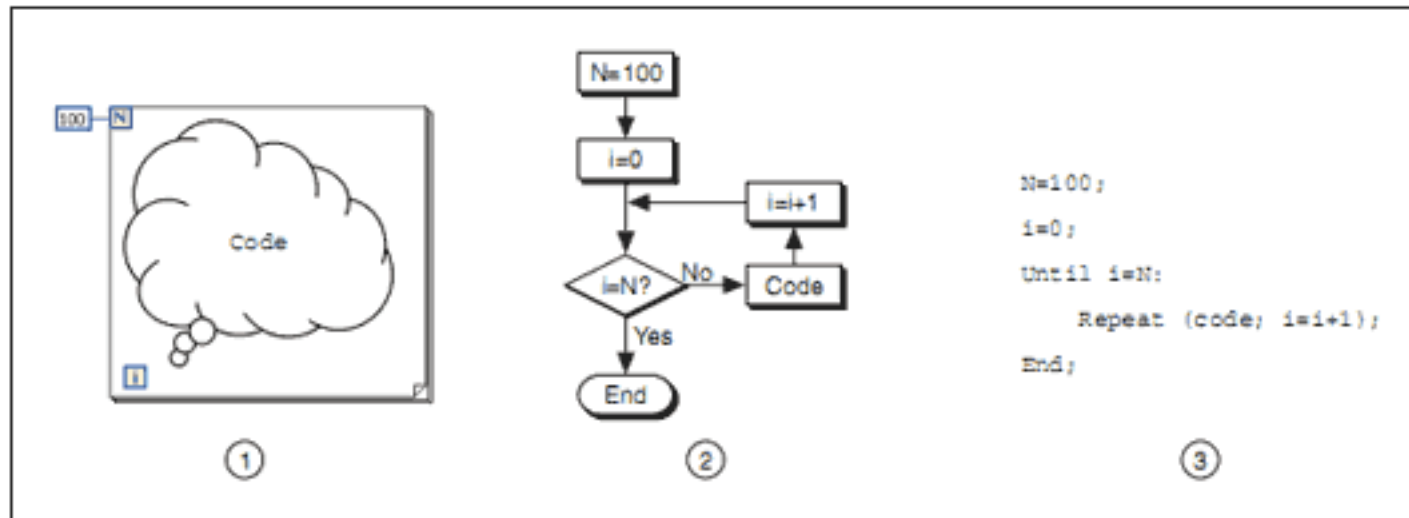 100
N
Code
i
1
N=100
i=0
i=i+1
i=N?
No
Code
Yes
End
2
N=100;
i=0;
Until i=N:
Repeat (code; i=i+1);
End;
3